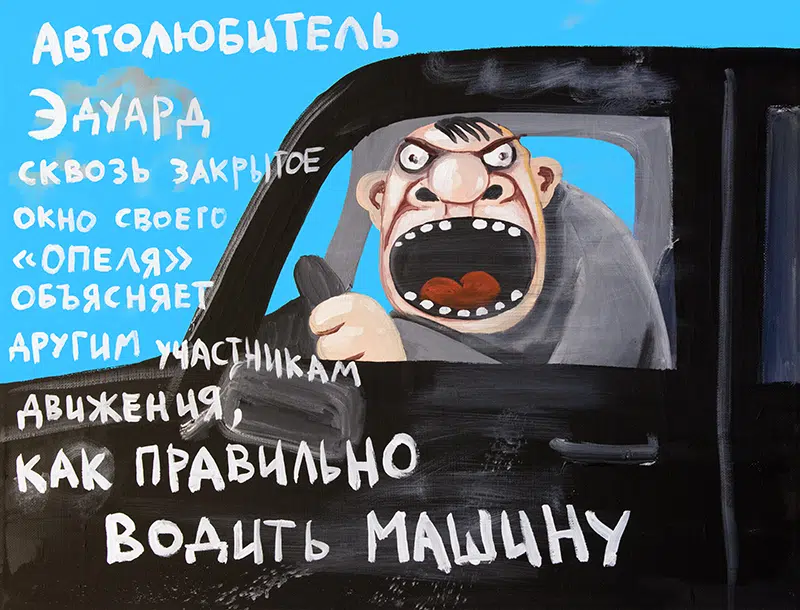 Автолюбитель
Эдуард
сквозь закрытое
окно своего
«Опеля»
объясняет
другим участникам
движения,
как правильно
водить машину